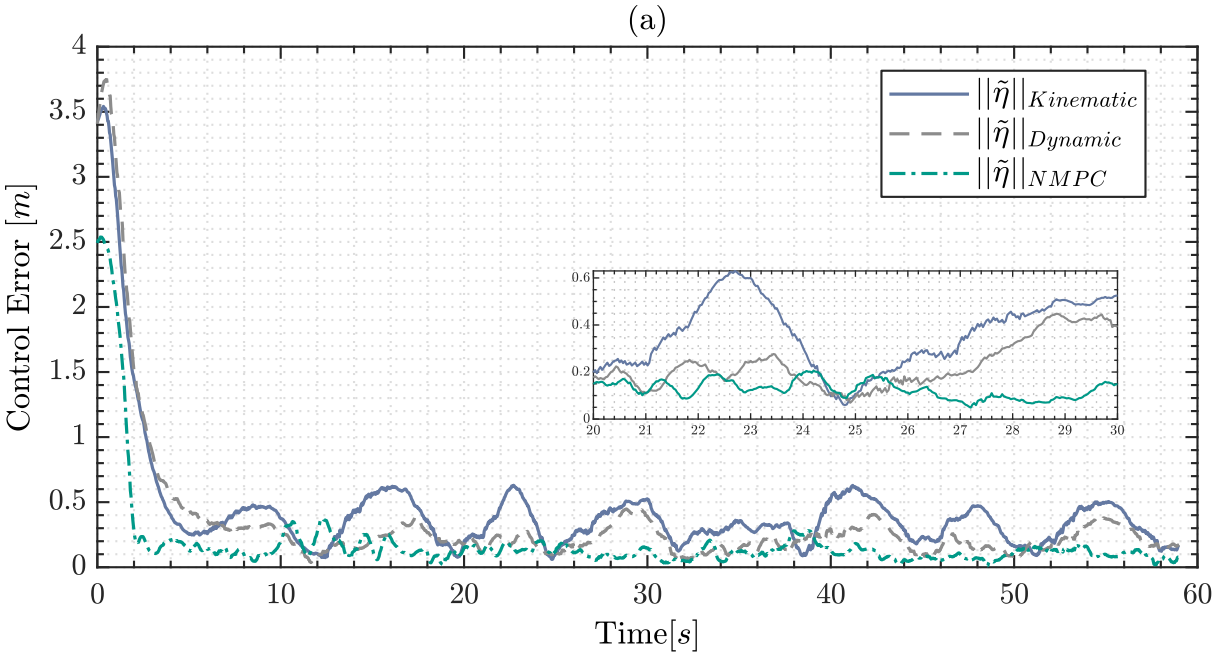 (a)
Control Error [m]
4
3.5
3
2.5
2
1.5
1
0.5
0
||η̃||Kinematic
||η̃||Dynamic
||η̃||NMPC
0.6
0.4
0.2
0
20 21 22 23 24 25 26 27 28 29 30
0 10 20 30 40 50 60
Time[s]